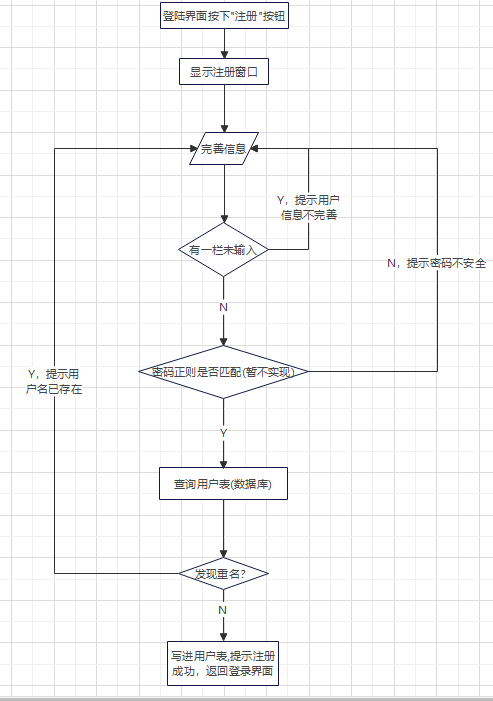 登陆界面按下"注册"按钮
显示注册窗口
完善信息
Y，提示用户
信息不完善
有一栏未输入
N，提示密码不安全
N
密码正则是否匹配(暂不实现)
Y，提示用
户名已存在
Y
查询用户表(数据库)
发现重名?
N
写进用户表,提示注册
成功，返回登录界面